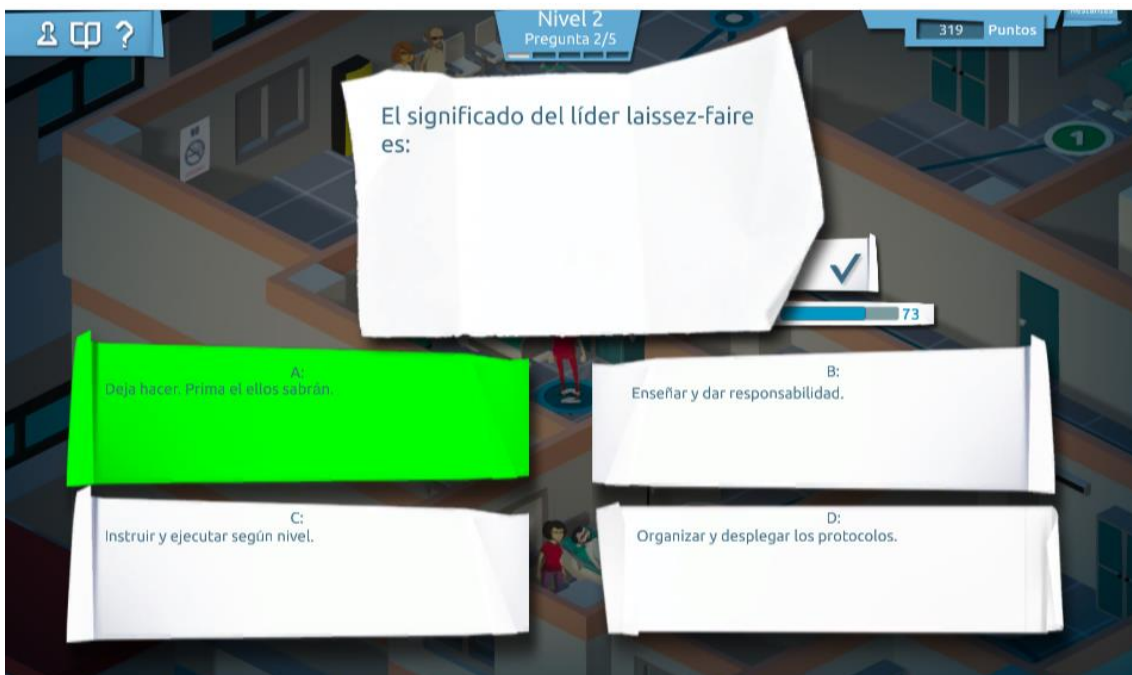 ?
Nivel 2
Pregunta 2/5
319 Puntos
1
El significado del líder laissez-faire
es:
73
A:
Deja hacer. Prima el ellos sabrán.
B:
Enseñar y dar responsabilidad.
C:
Instruir y ejecutar según nivel.
D:
Organizar y desplegar los protocolos.